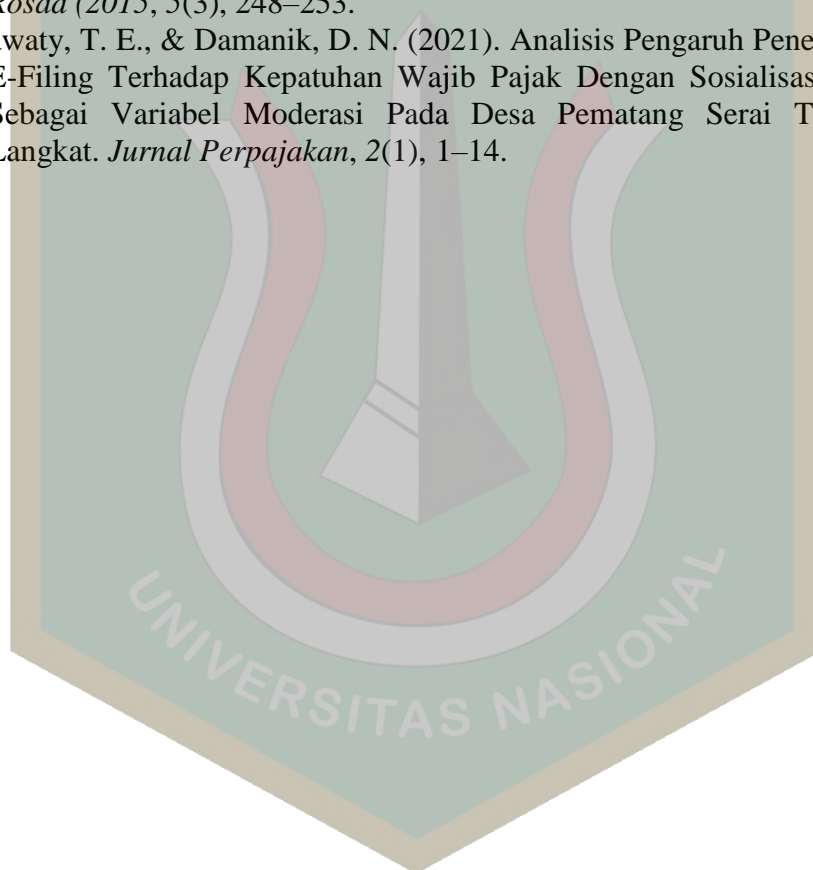 Rosda (2015, 5(3), 248–253.
waty, T. E., & Damanik, D. N. (2021). Analisis Pengaruh Pene
E-Filing Terhadap Kepatuhan Wajib Pajak Dengan Sosialisas
Sebagai Variabel Moderasi Pada Desa Pematang Serai T
Langkat. Jurnal Perpajakan, 2(1), 1–14.
UNIVERSITAS NASIONAL